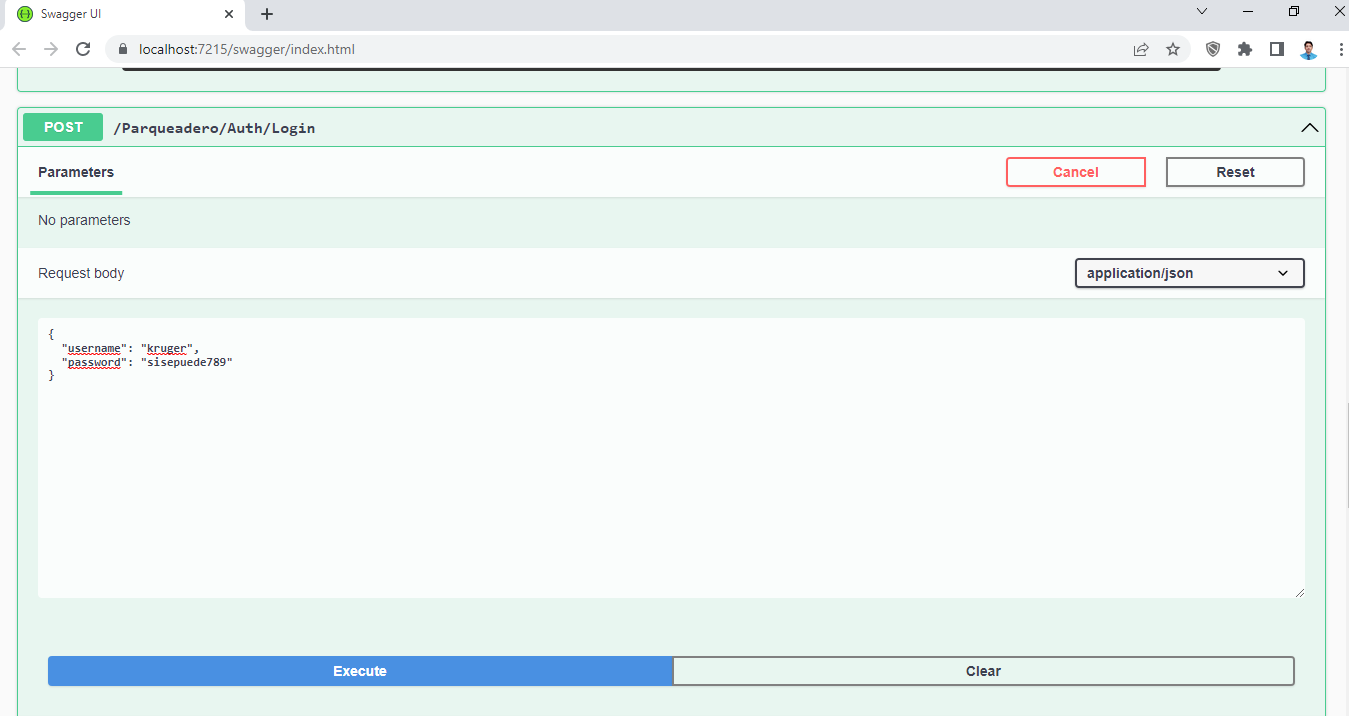 Swagger UI
localhost:7215/swagger/index.html
POST /Parqueadero/Auth/Login
Parameters
Cancel
Reset
No parameters
Request body
application/json
{
"username": "kruger",
"password": "sisepuede789"
}
Execute
Clear